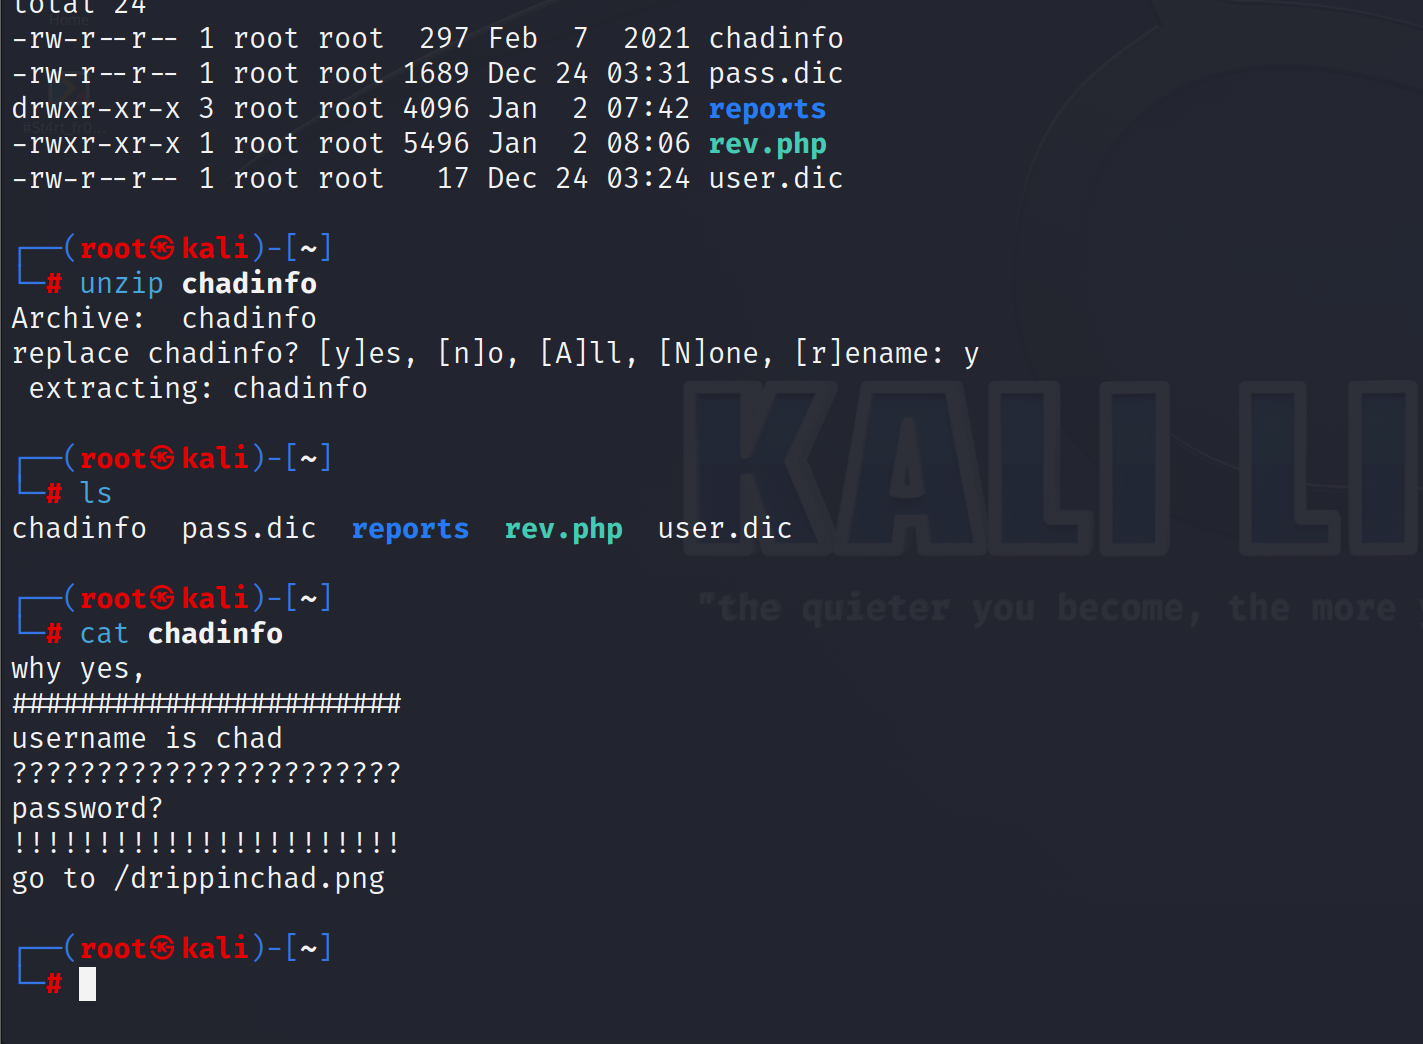 total 24
-rw-r--r-- 1 root root  297 Feb  7  2021 chadinfo
-rw-r--r-- 1 root root 1689 Dec 24 03:31 pass.dic
drwxr-xr-x 3 root root 4096 Jan  2 07:42 reports
-rwxr-xr-x 1 root root 5496 Jan  2 08:06 rev.php
-rw-r--r-- 1 root root   17 Dec 24 03:24 user.dic
┌──(root㉿kali)-[~]
└─# unzip chadinfo
Archive:  chadinfo
replace chadinfo? [y]es, [n]o, [A]ll, [N]one, [r]ename: y
 extracting: chadinfo
┌──(root㉿kali)-[~]
└─# ls
chadinfo  pass.dic  reports  rev.php  user.dic
┌──(root㉿kali)-[~]
└─# cat chadinfo
why yes,
#######################
username is chad
???????????????????????
password?
!!!!!!!!!!!!!!!!!!!!!!!
go to /drippinchad.png
┌──(root㉿kali)-[~]
└─#
Home
KALI LI
"the quieter you become, the more